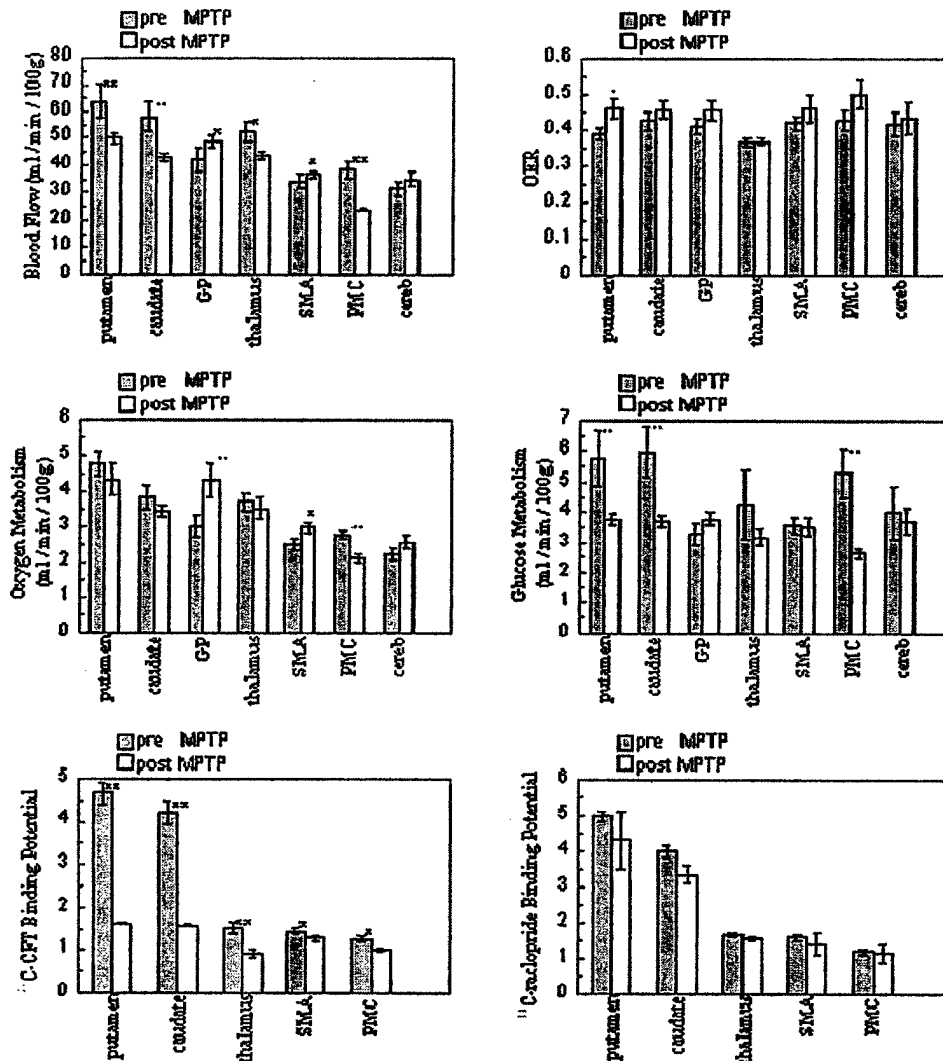 pre MPTP
post MPTP
Blood Flow (ml/min/100g)
80
70
60
50
40
30
20
10
0
** ** * * * **
putamen
caudate
GP
thalamus
SMA
PMC
cereb
pre MPTP
post MPTP
OER
0.6
0.5
0.4
0.3
0.2
0.1
0
*
putamen
caudate
GP
thalamus
SMA
PMC
cereb
pre MPTP
post MPTP
Oxygen Metabolism
(ml/min/100g)
6
5
4
3
2
1
0
** * **
putamen
caudate
GP
thalamus
SMA
PMC
cereb
pre MPTP
post MPTP
Glucose Metabolism
(ml/min/100g)
7
6
5
4
3
2
1
0
** ** **
putamen
caudate
GP
thalamus
SMA
PMC
cereb
pre MPTP
post MPTP
C-CFT Binding Potential
5
4
3
2
1
0
** ** ** * *
putamen
caudate
thalamus
SMA
PMC
pre MPTP
post MPTP
¹¹C-raclopride Binding Potential
6
5
4
3
2
1
0
putamen
caudate
thalamus
SMA
PMC